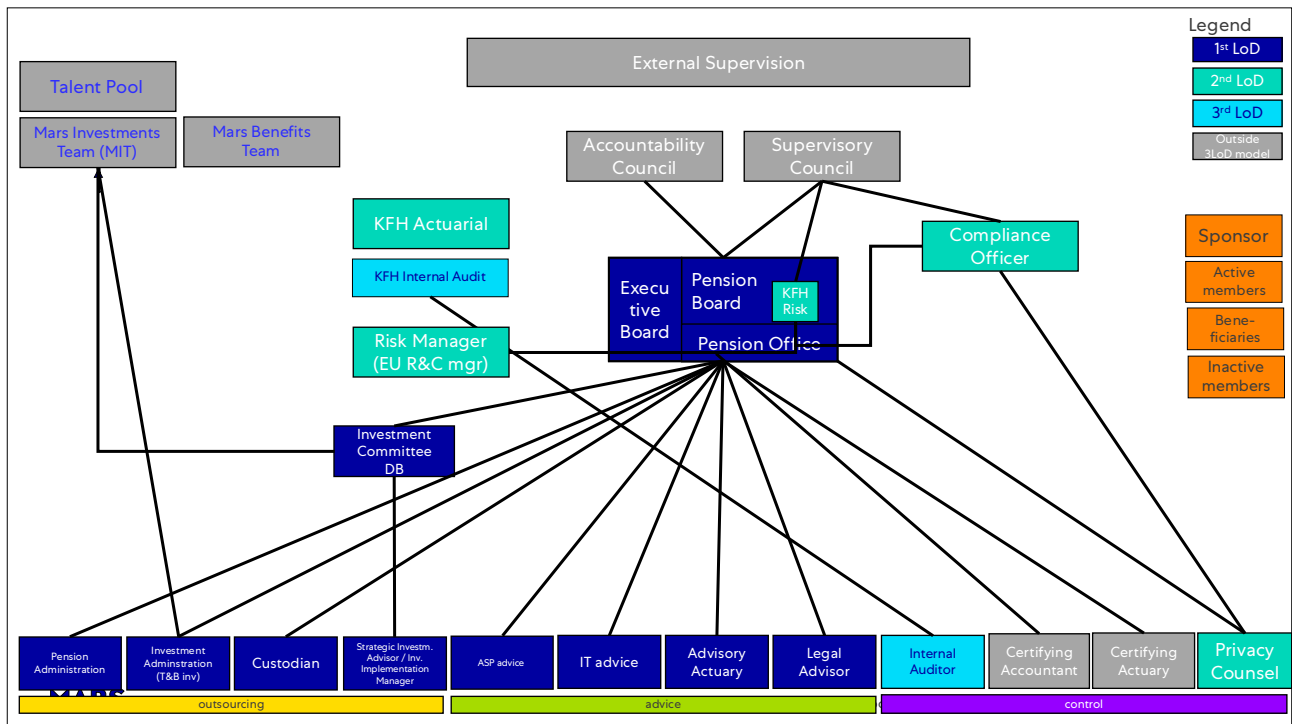 Legend
1st LoD
2nd LoD
3rd LoD
Outside
3LoD model
External Supervision
Talent Pool
Mars Investments
Team (MIT)
Mars Benefits
Team
Accountability
Council
Supervisory
Council
KFH Actuarial
KFH Internal Audit
Risk Manager
(EU R&C mgr)
Execu
tive
Board
Pension
Board
KFH
Risk
Pension Office
Compliance
Officer
Sponsor
Active
members
Bene-
ficiaries
Inactive
members
Investment
Committee
DB
Pension
Administration
Investment
Adminstration
(T&B inv)
Custodian
Strategic Investm.
Advisor / Inv.
Implementation
Manager
ASP advice
IT advice
Advisory
Actuary
Legal
Advisor
Internal
Auditor
Certifying
Accountant
Certifying
Actuary
Privacy
Counsel
MARS
outsourcing
advice
control